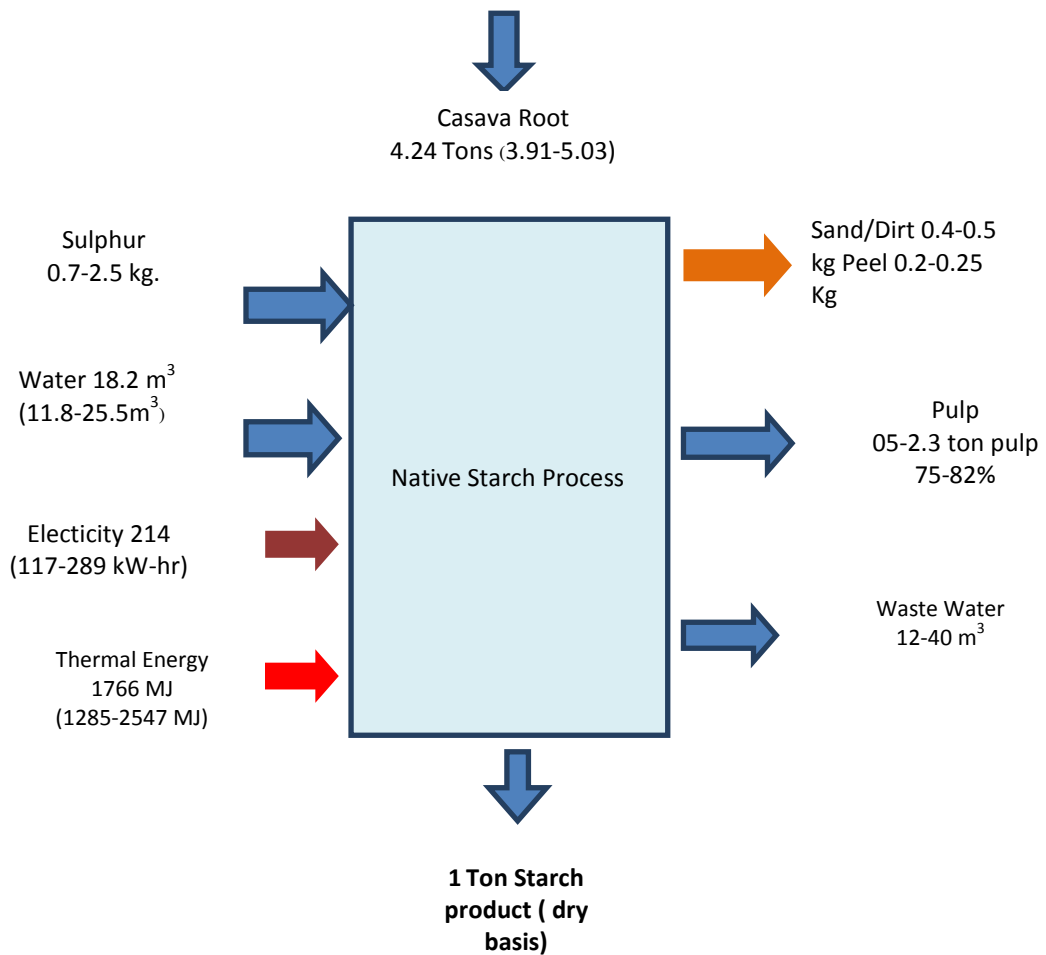 Casava Root
4.24 Tons (3.91-5.03)
Sulphur
0.7-2.5 kg.
Sand/Dirt 0.4-0.5
kg Peel 0.2-0.25
Kg
Water 18.2 m³
(11.8-25.5m³)
Pulp
05-2.3 ton pulp
75-82%
Native Starch Process
Electicity 214
(117-289 kW-hr)
Waste Water
12-40 m³
Thermal Energy
1766 MJ
(1285-2547 MJ)
1 Ton Starch
product ( dry
basis)